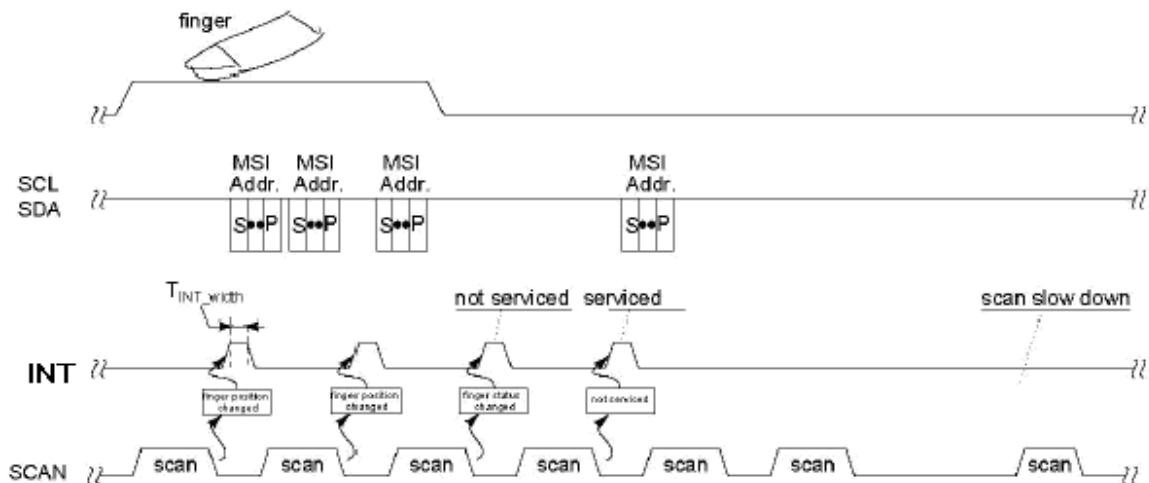 finger
MSI MSI MSI MSI
Addr. Addr. Addr. Addr.
SCL
SDA
S••P S••P S••P S••P
TINT_width
not serviced serviced scan slow down
INT
finger position changed
finger position changed
finger status changed
not serviced
SCAN scan scan scan scan scan scan scan